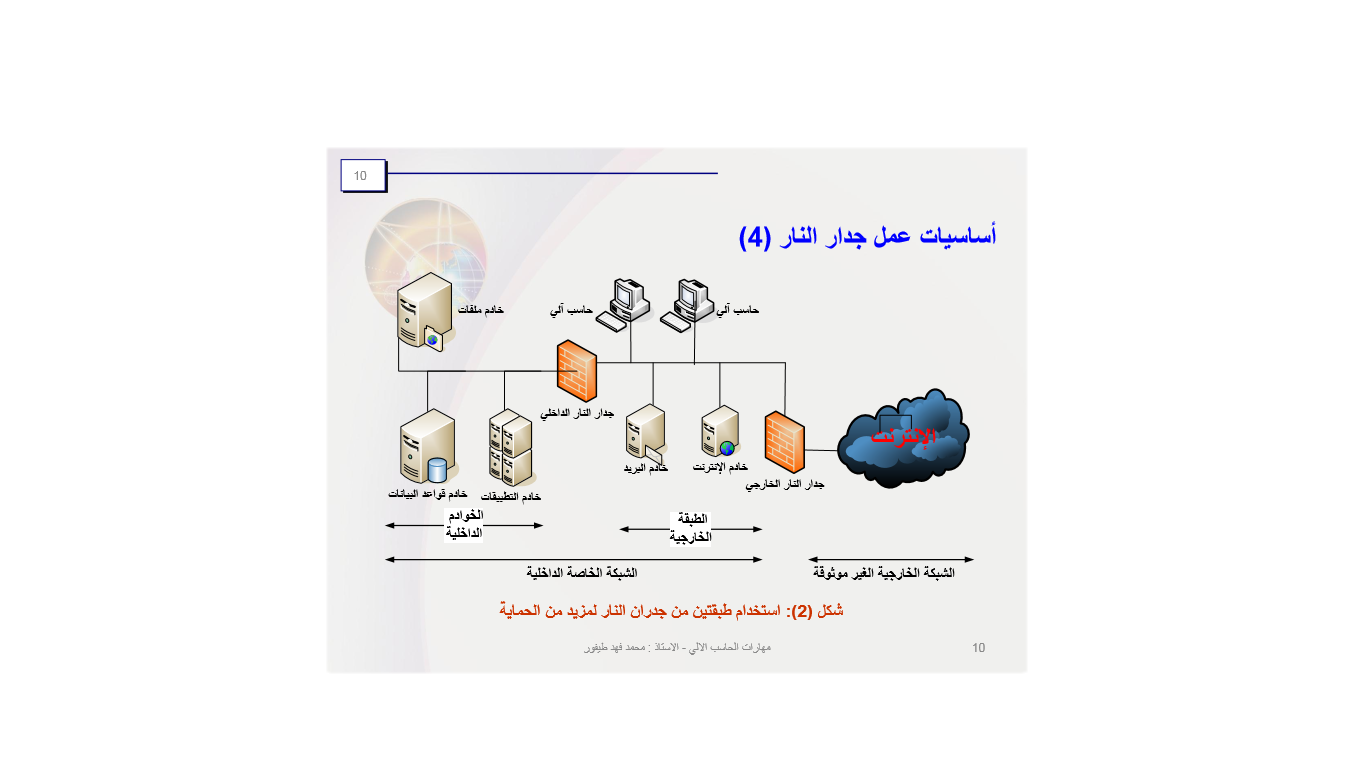 10
أساسيات عمل جدار النار (4)
خادم ملفات
حاسب آلي
حاسب آلي
جدار النار الداخلي
الإنترنت
خادم البريد
خادم الإنترنت
جدار النار الخارجي
خادم قواعد البيانات
خادم التطبيقات
الخوادم
الداخلية
الطبقة
الخارجية
الشبكة الخاصة الداخلية
الشبكة الخارجية الغير موثوقة
شكل (2): استخدام طبقتين من جدران النار لمزيد من الحماية
مهارات الحاسب الالي - الاستاذ : محمد فهد طيفور
10